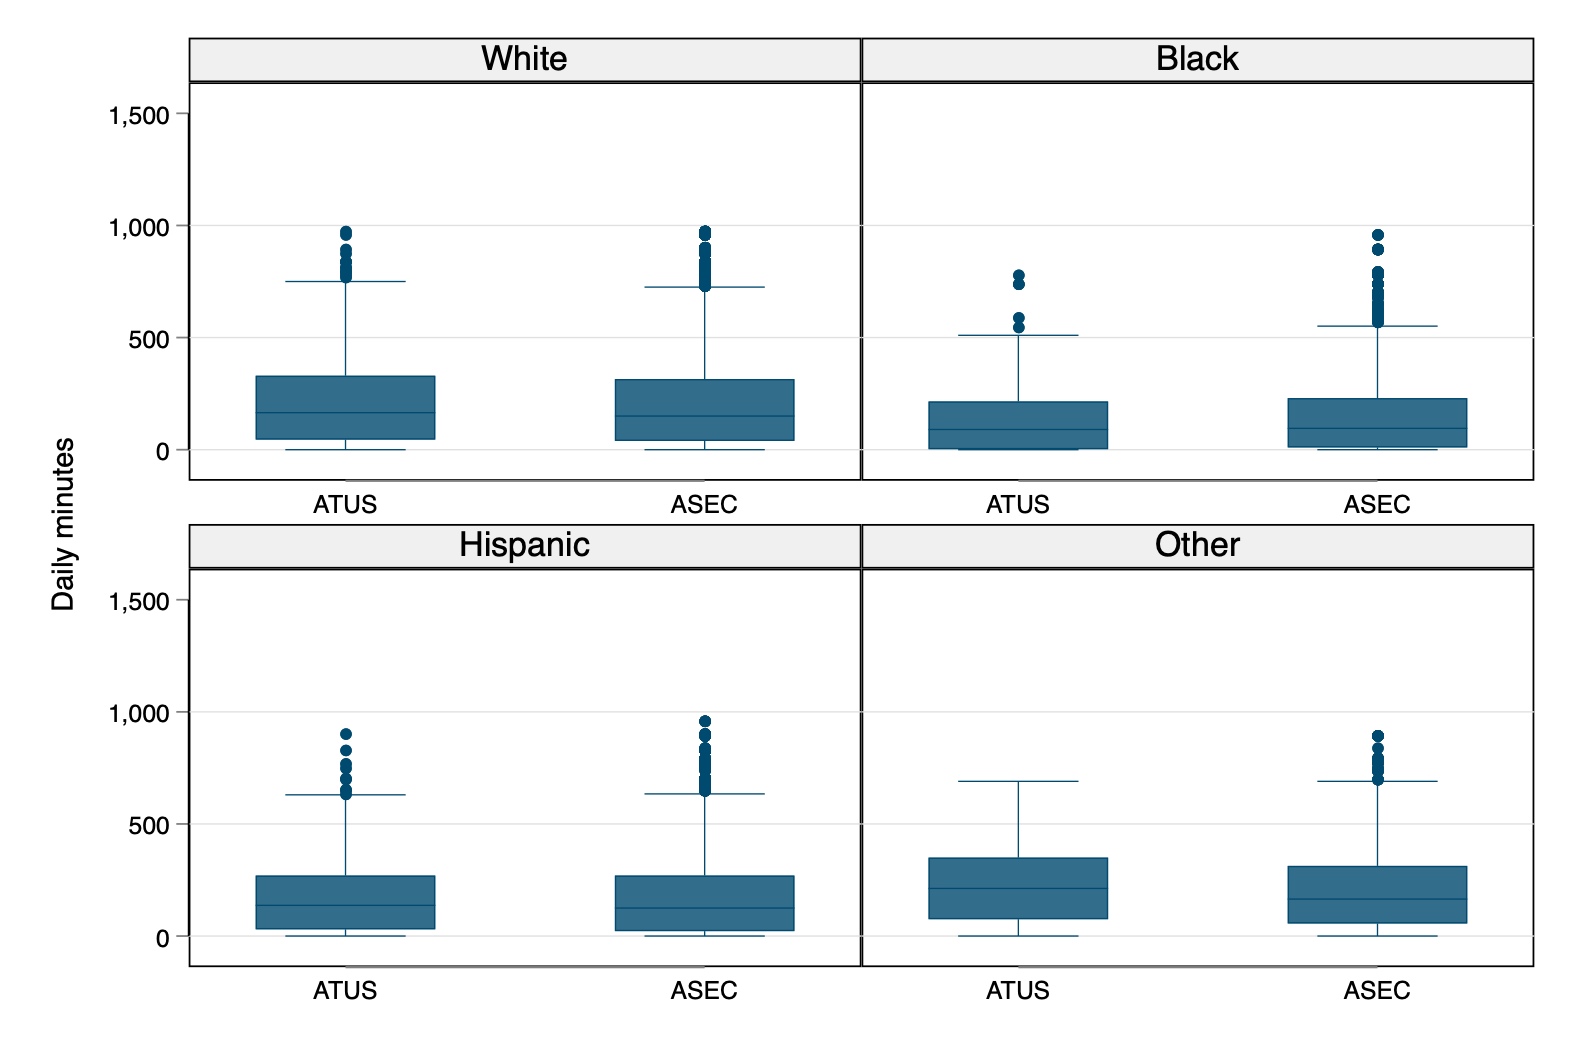 White
Black
1,500
1,000
500
0
ATUS
ASEC
ATUS
ASEC
Daily minutes
Hispanic
Other
1,500
1,000
500
0
ATUS
ASEC
ATUS
ASEC